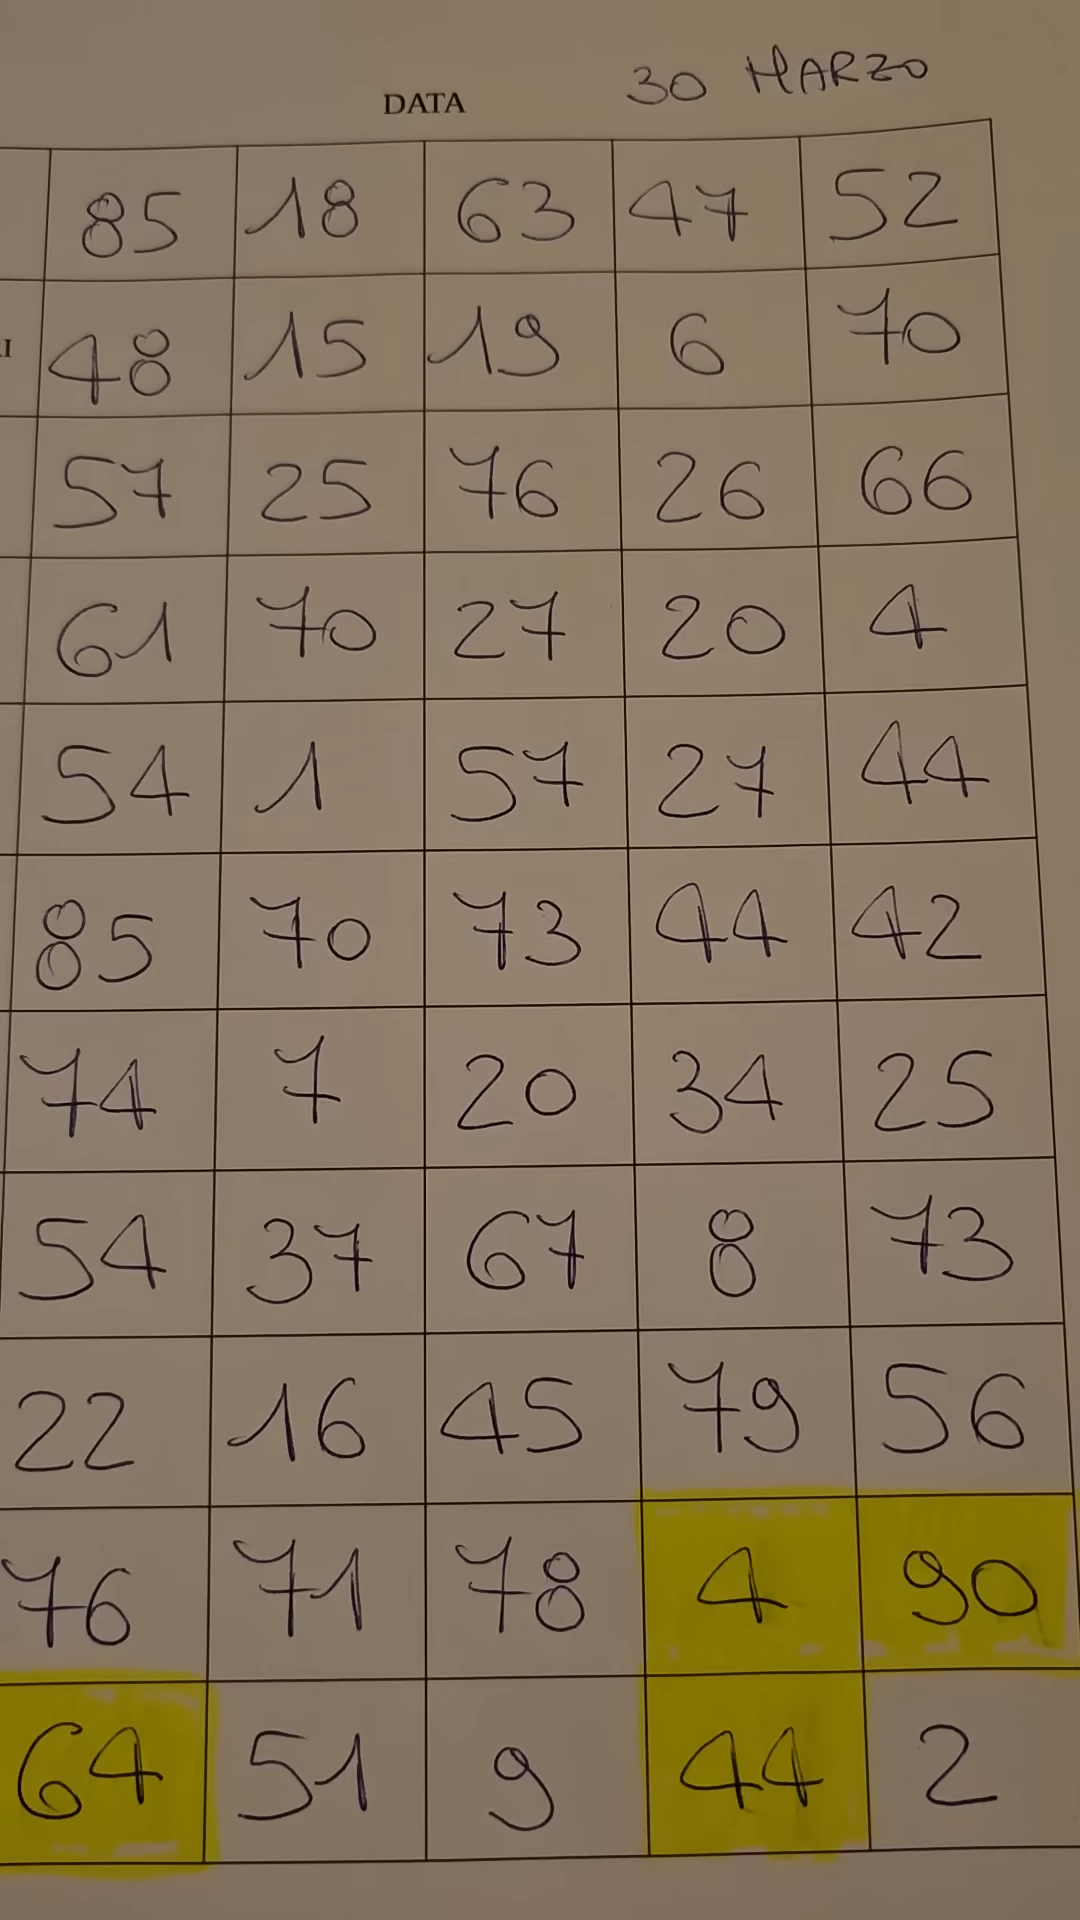 DATA 30 MARZO
85 18 63 47 52
RI 48 15 19 6 70
57 25 76 26 66
61 70 27 20 4
54 1 57 27 44
85 70 73 44 42
74 7 20 34 25
54 37 67 8 73
22 16 45 79 56
76 71 78 4 90
64 51 9 44 2